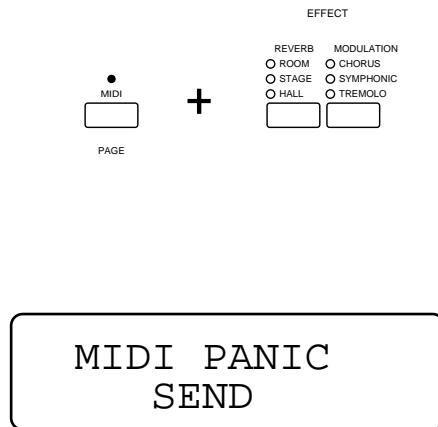 EFFECT
REVERB MODULATION
ROOM CHORUS
STAGE SYMPHONIC
MIDI + HALL TREMOLO
PAGE
MIDI PANIC
SEND